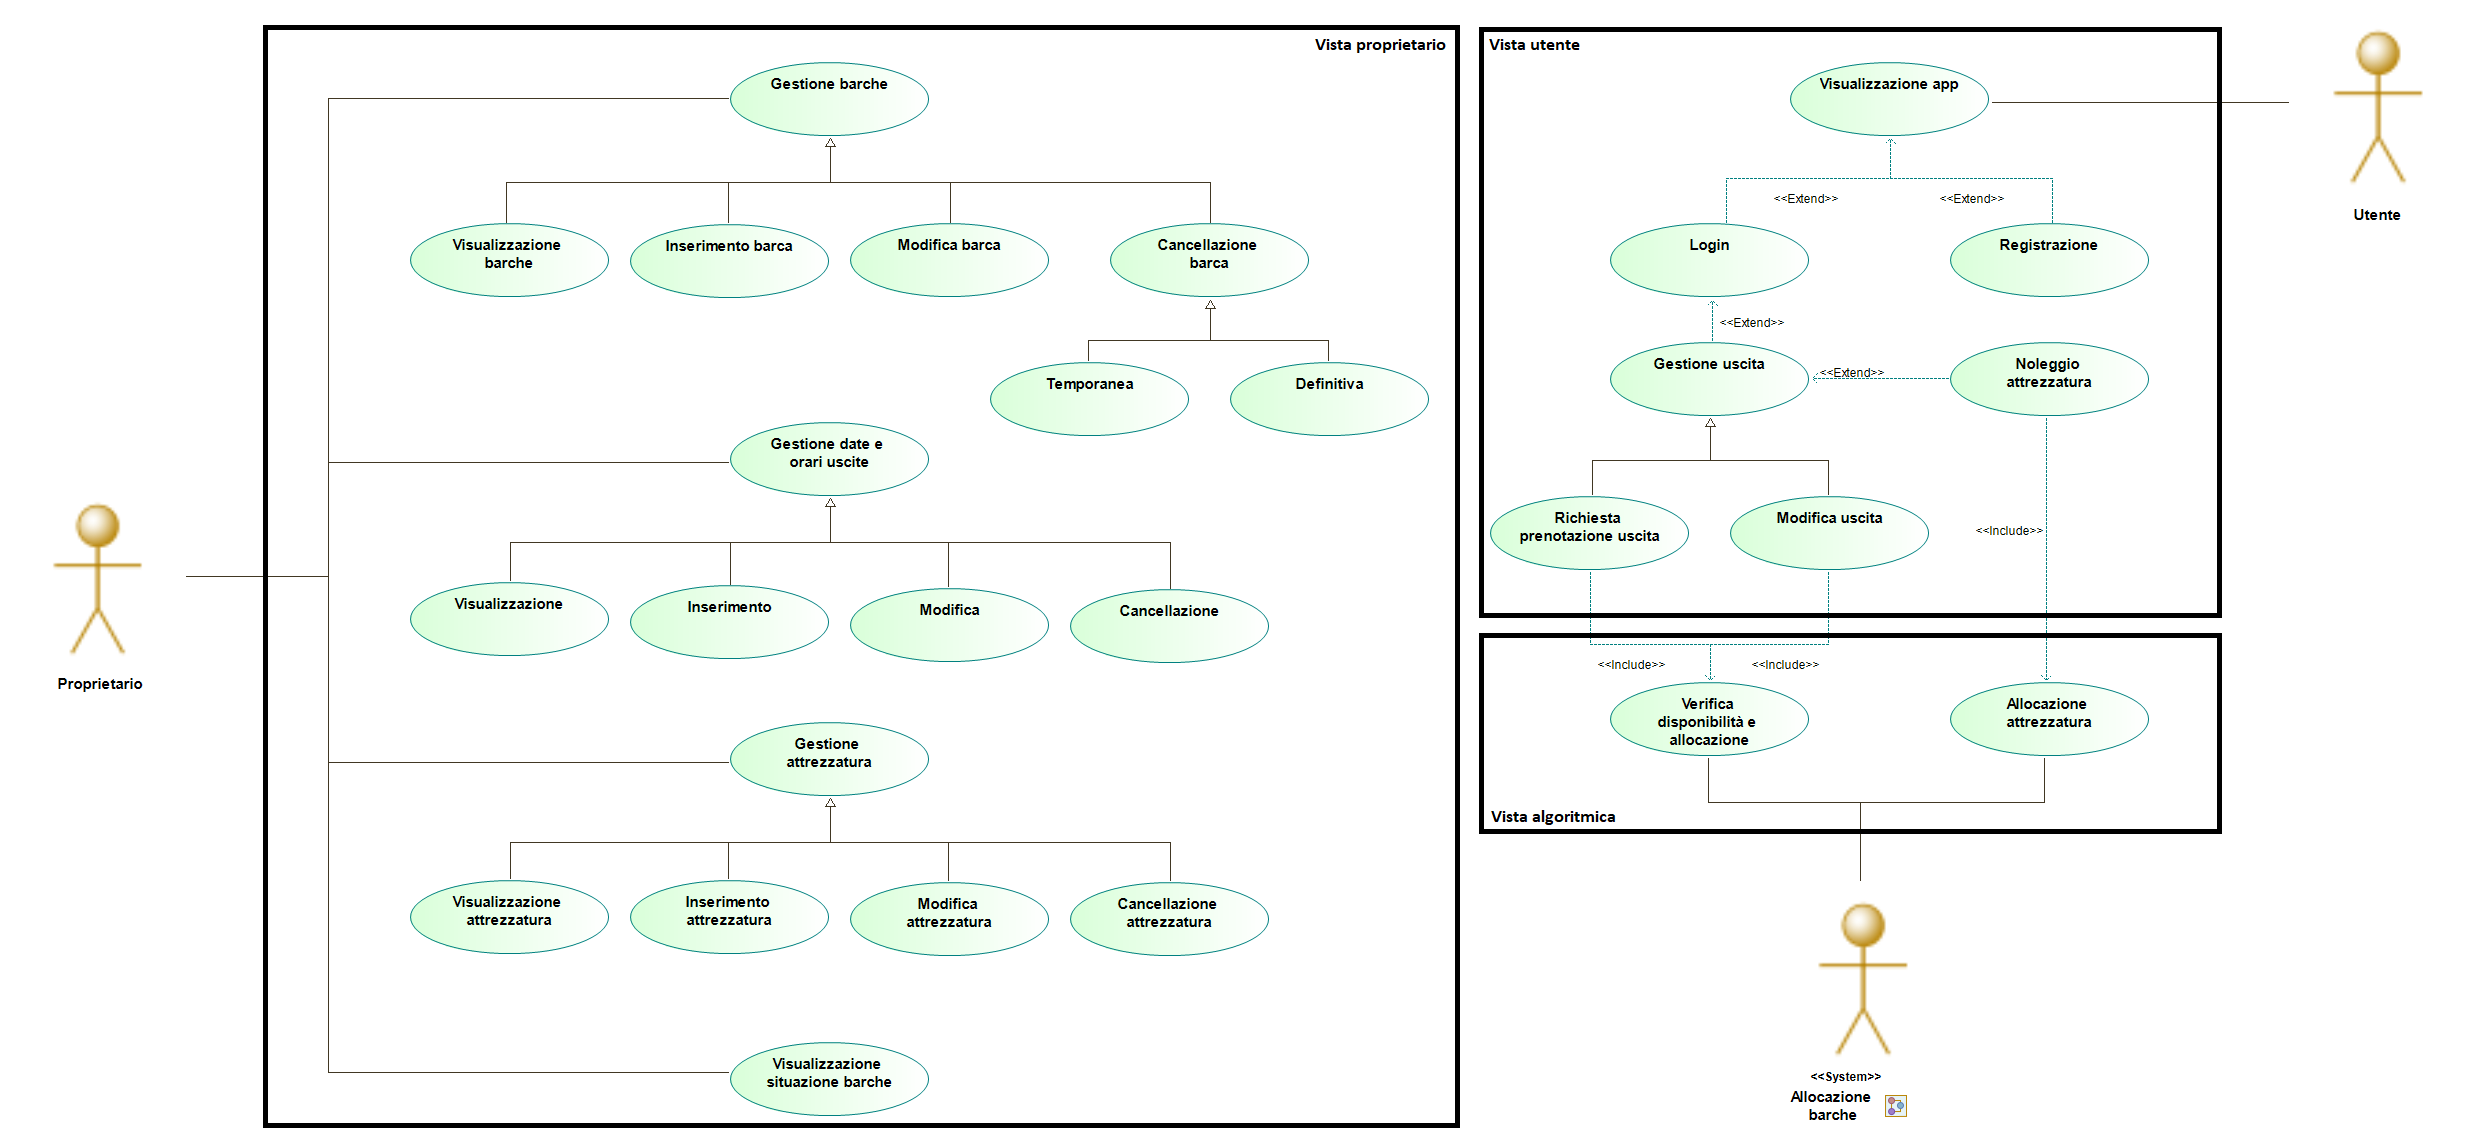 Vista proprietario
Gestione barche
Visualizzazione
barche
Inserimento barca
Modifica barca
Cancellazione
barca
Temporanea
Definitiva
Gestione date e
orari uscite
Visualizzazione
Inserimento
Modifica
Cancellazione
Proprietario
Gestione
attrezzatura
Visualizzazione
attrezzatura
Inserimento
attrezzatura
Modifica
attrezzatura
Cancellazione
attrezzatura
Visualizzazione
situazione barche
Vista utente
Visualizzazione app
Utente
<<Extend>>
<<Extend>>
Login
Registrazione
<<Extend>>
Gestione uscita
<<Extend>>
Noleggio
attrezzatura
Richiesta
prenotazione uscita
Modifica uscita
<<Include>>
<<Include>>
<<Include>>
Verifica
disponibilità e
allocazione
Allocazione
attrezzatura
Vista algoritmica
<<System>>
Allocazione
barche